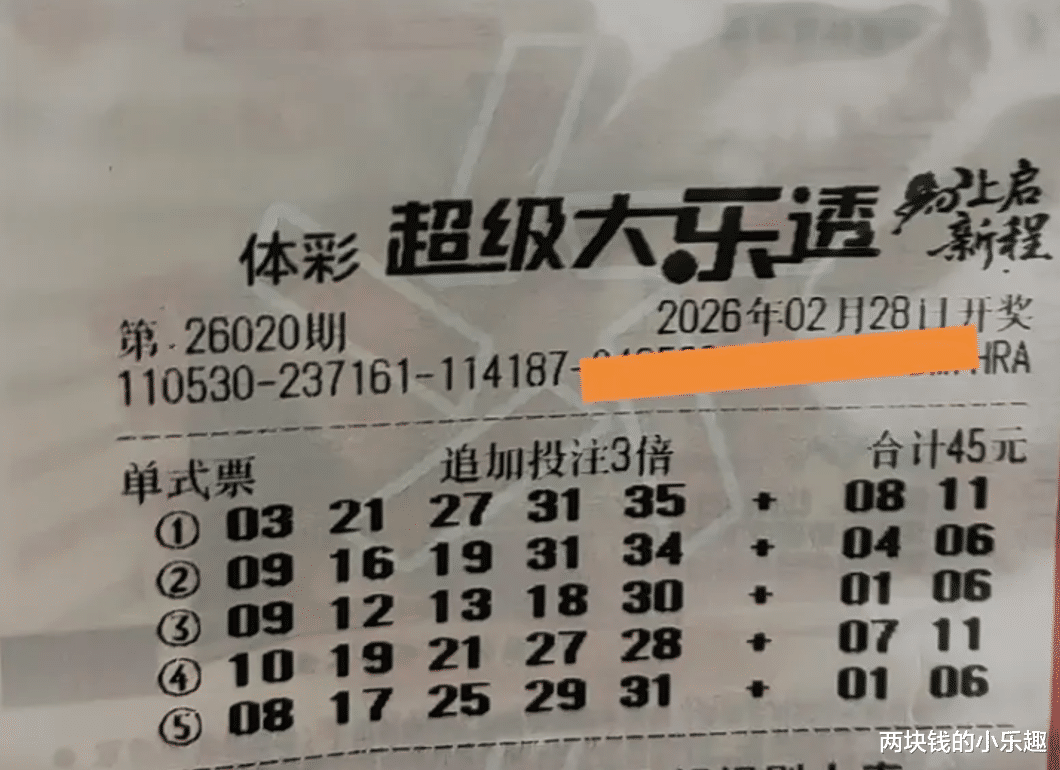 体彩 超级大乐透 马上启新程
第.26020期 2026年02月28日开奖
110530-237161-114187- HRA
单式票 追加投注3倍 合计45元
① 03 21 27 31 35 + 08 11
② 09 16 19 31 34 + 04 06
③ 09 12 13 18 30 + 01 06
④ 10 19 21 27 28 + 07 11
⑤ 08 17 25 29 31 + 01 06
两块钱的小乐趣